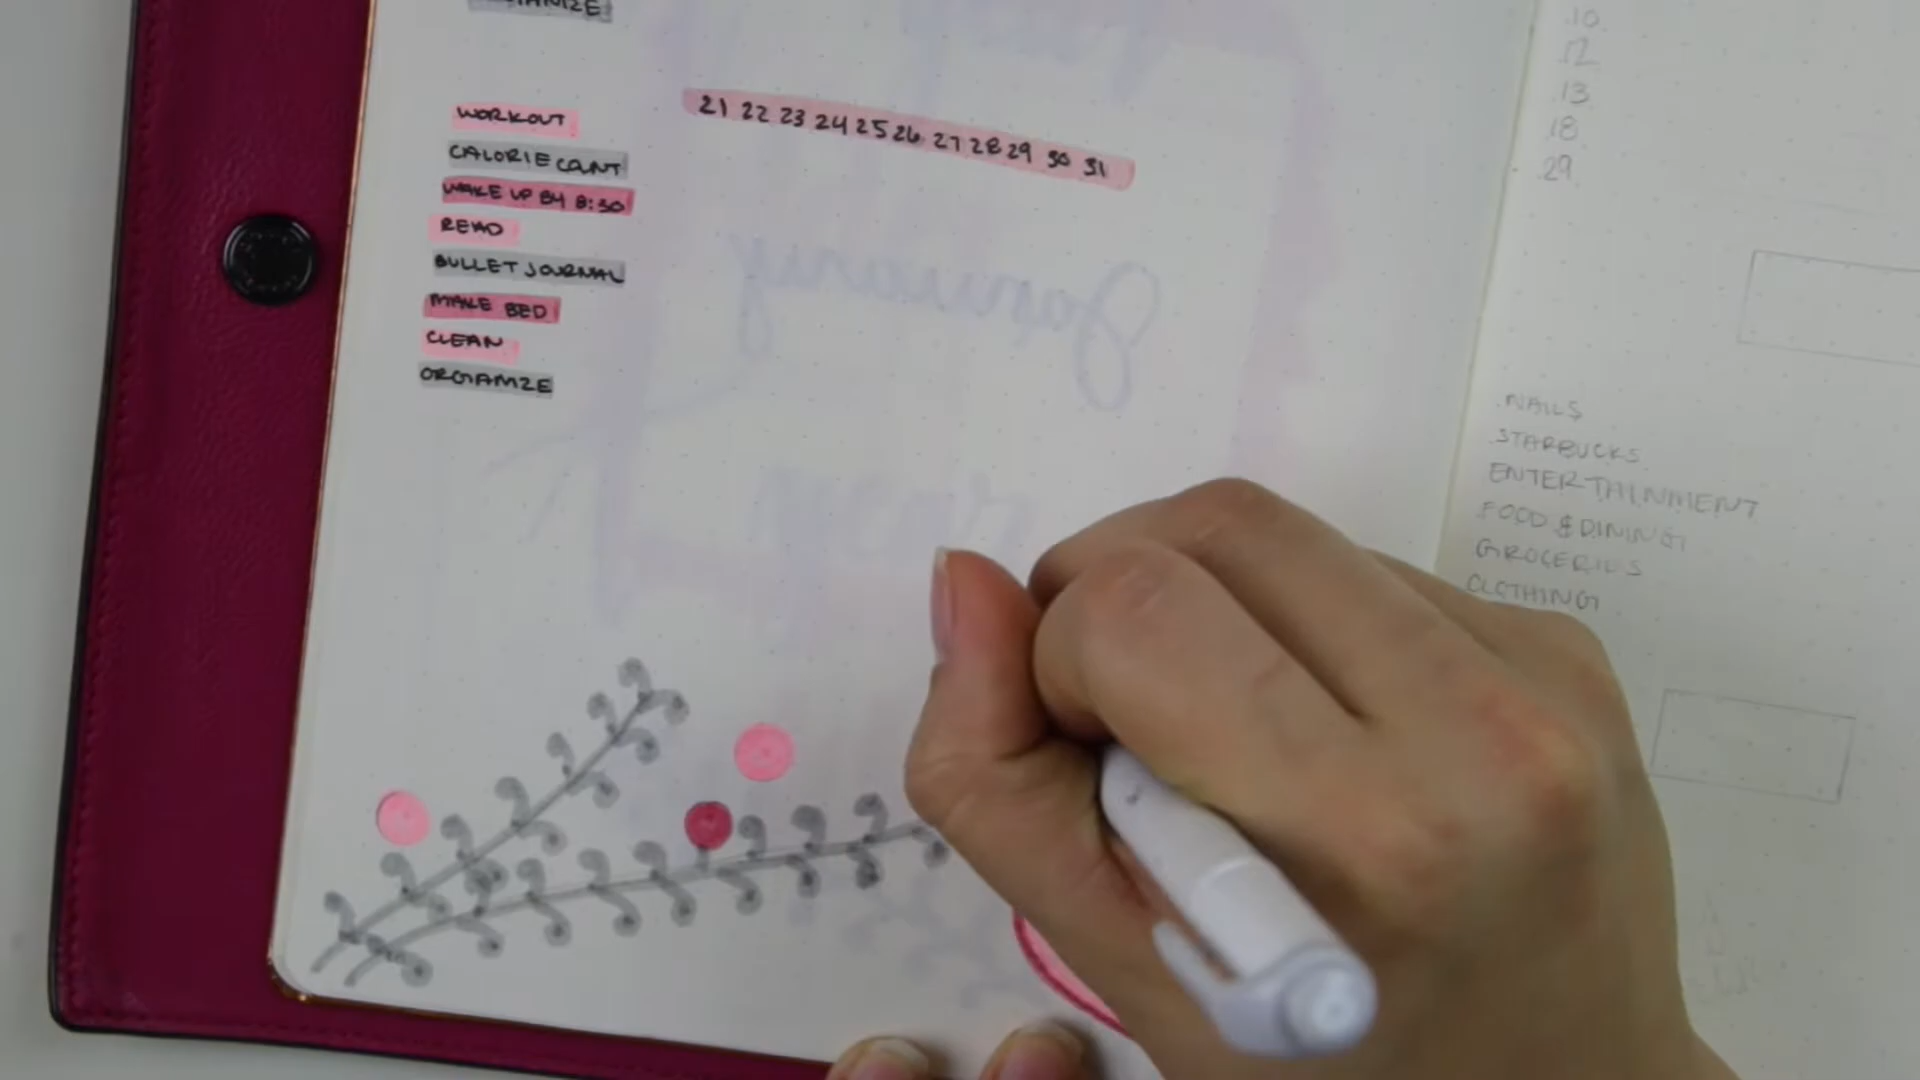 21 22 23 24 25 26 27 28 29 30 31
WORKOUT
CALORIE COUNT
WAKE UP BY 8:30
READ
BULLET JOURNAL
MAKE BED
CLEAN
ORGANIZE
January
10
12
13
18
29
NAILS
STARBUCKS
ENTERTAINMENT
FOOD & DINING
GROCERIES
CLOTHING